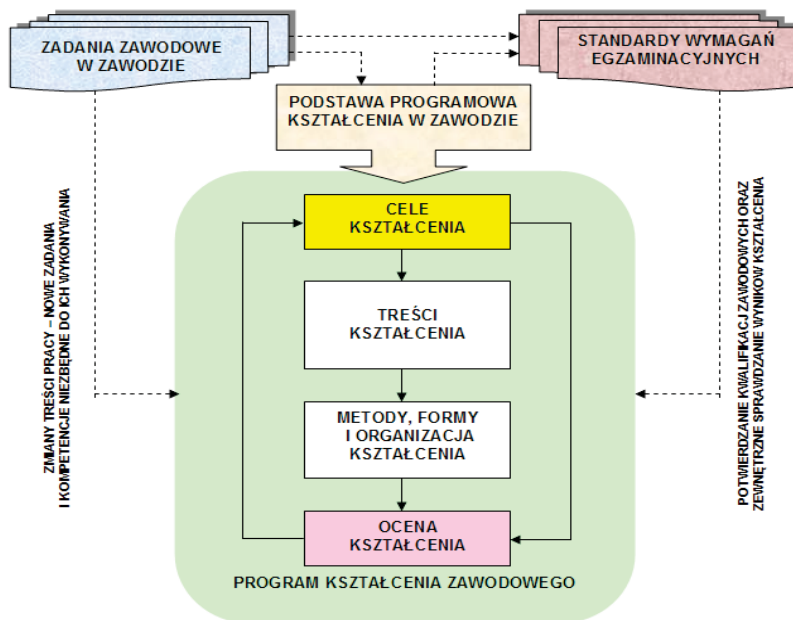 ZADANIA ZAWODOWE
W ZAWODZIE
STANDARDY WYMAGAŃ
EGZAMINACYJNYCH
PODSTAWA PROGRAMOWA
KSZTAŁCENIA W ZAWODZIE
CELE
KSZTAŁCENIA
TREŚCI
KSZTAŁCENIA
METODY, FORMY
I ORGANIZACJA
KSZTAŁCENIA
OCENA
KSZTAŁCENIA
PROGRAM KSZTAŁCENIA ZAWODOWEGO
ZMIANY TREŚCI PRACY – NOWE ZADANIA
I KOMPETENCJE NIEZBĘDNE DO ICH WYKONYWANIA
POTWIERDZANIE KWALIFIKACJI ZAWODOWYCH ORAZ
ZEWNĘTRZNE SPRAWDZANIE WYNIKÓW KSZTAŁCENIA